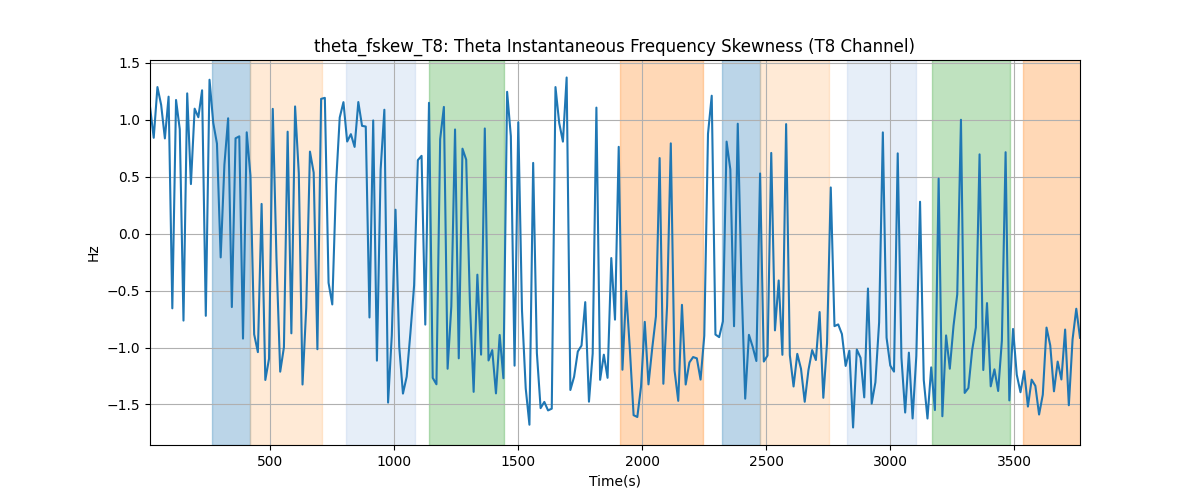 theta_fskew_T8: Theta Instantaneous Frequency Skewness (T8 Channel)
Hz
1.5
1.0
0.5
0.0
−0.5
−1.0
−1.5
500 1000 1500 2000 2500 3000 3500
Time(s)